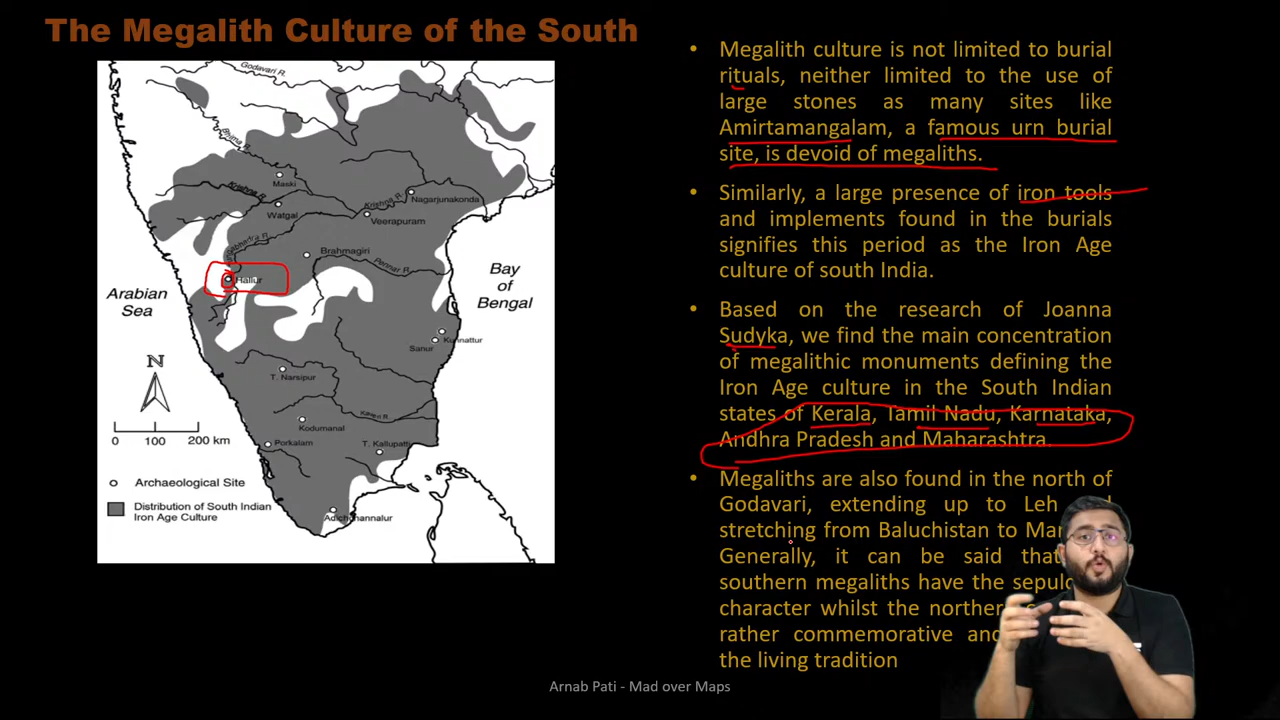 The Megalith Culture of the South
Godavari R.
Bhima R.
Maski
Krishna R.
Krishna R.
Nagarjunakonda
Watgal
Veerapuram
Brahmagiri
Pennar R.
Hallur
Arabian
Sea
Bay
of
Bengal
Kunnattur
Sanur
N
T. Narsipur
0 100 200 km
Kodumanal
Porkalam
T. Kallupatti
Archaeological Site
Distribution of South Indian
Iron Age Culture
Adichchannalur
• Megalith culture is not limited to burial
rituals, neither limited to the use of
large stones as many sites like
Amirtamangalam, a famous urn burial
site, is devoid of megaliths.
• Similarly, a large presence of iron tools
and implements found in the burials
signifies this period as the Iron Age
culture of south India.
• Based on the research of Joanna
Sudyka, we find the main concentration
of megalithic monuments defining the
Iron Age culture in the South Indian
states of Kerala, Tamil Nadu, Karnataka,
Andhra Pradesh and Maharashtra.
• Megaliths are also found in the north of
Godavari, extending up to Leh
stretching from Baluchistan to
Generally, it can be said that
southern megaliths have the
character whilst the
rather commemorative
the living tradition
Arnab Pati - Mad over Maps